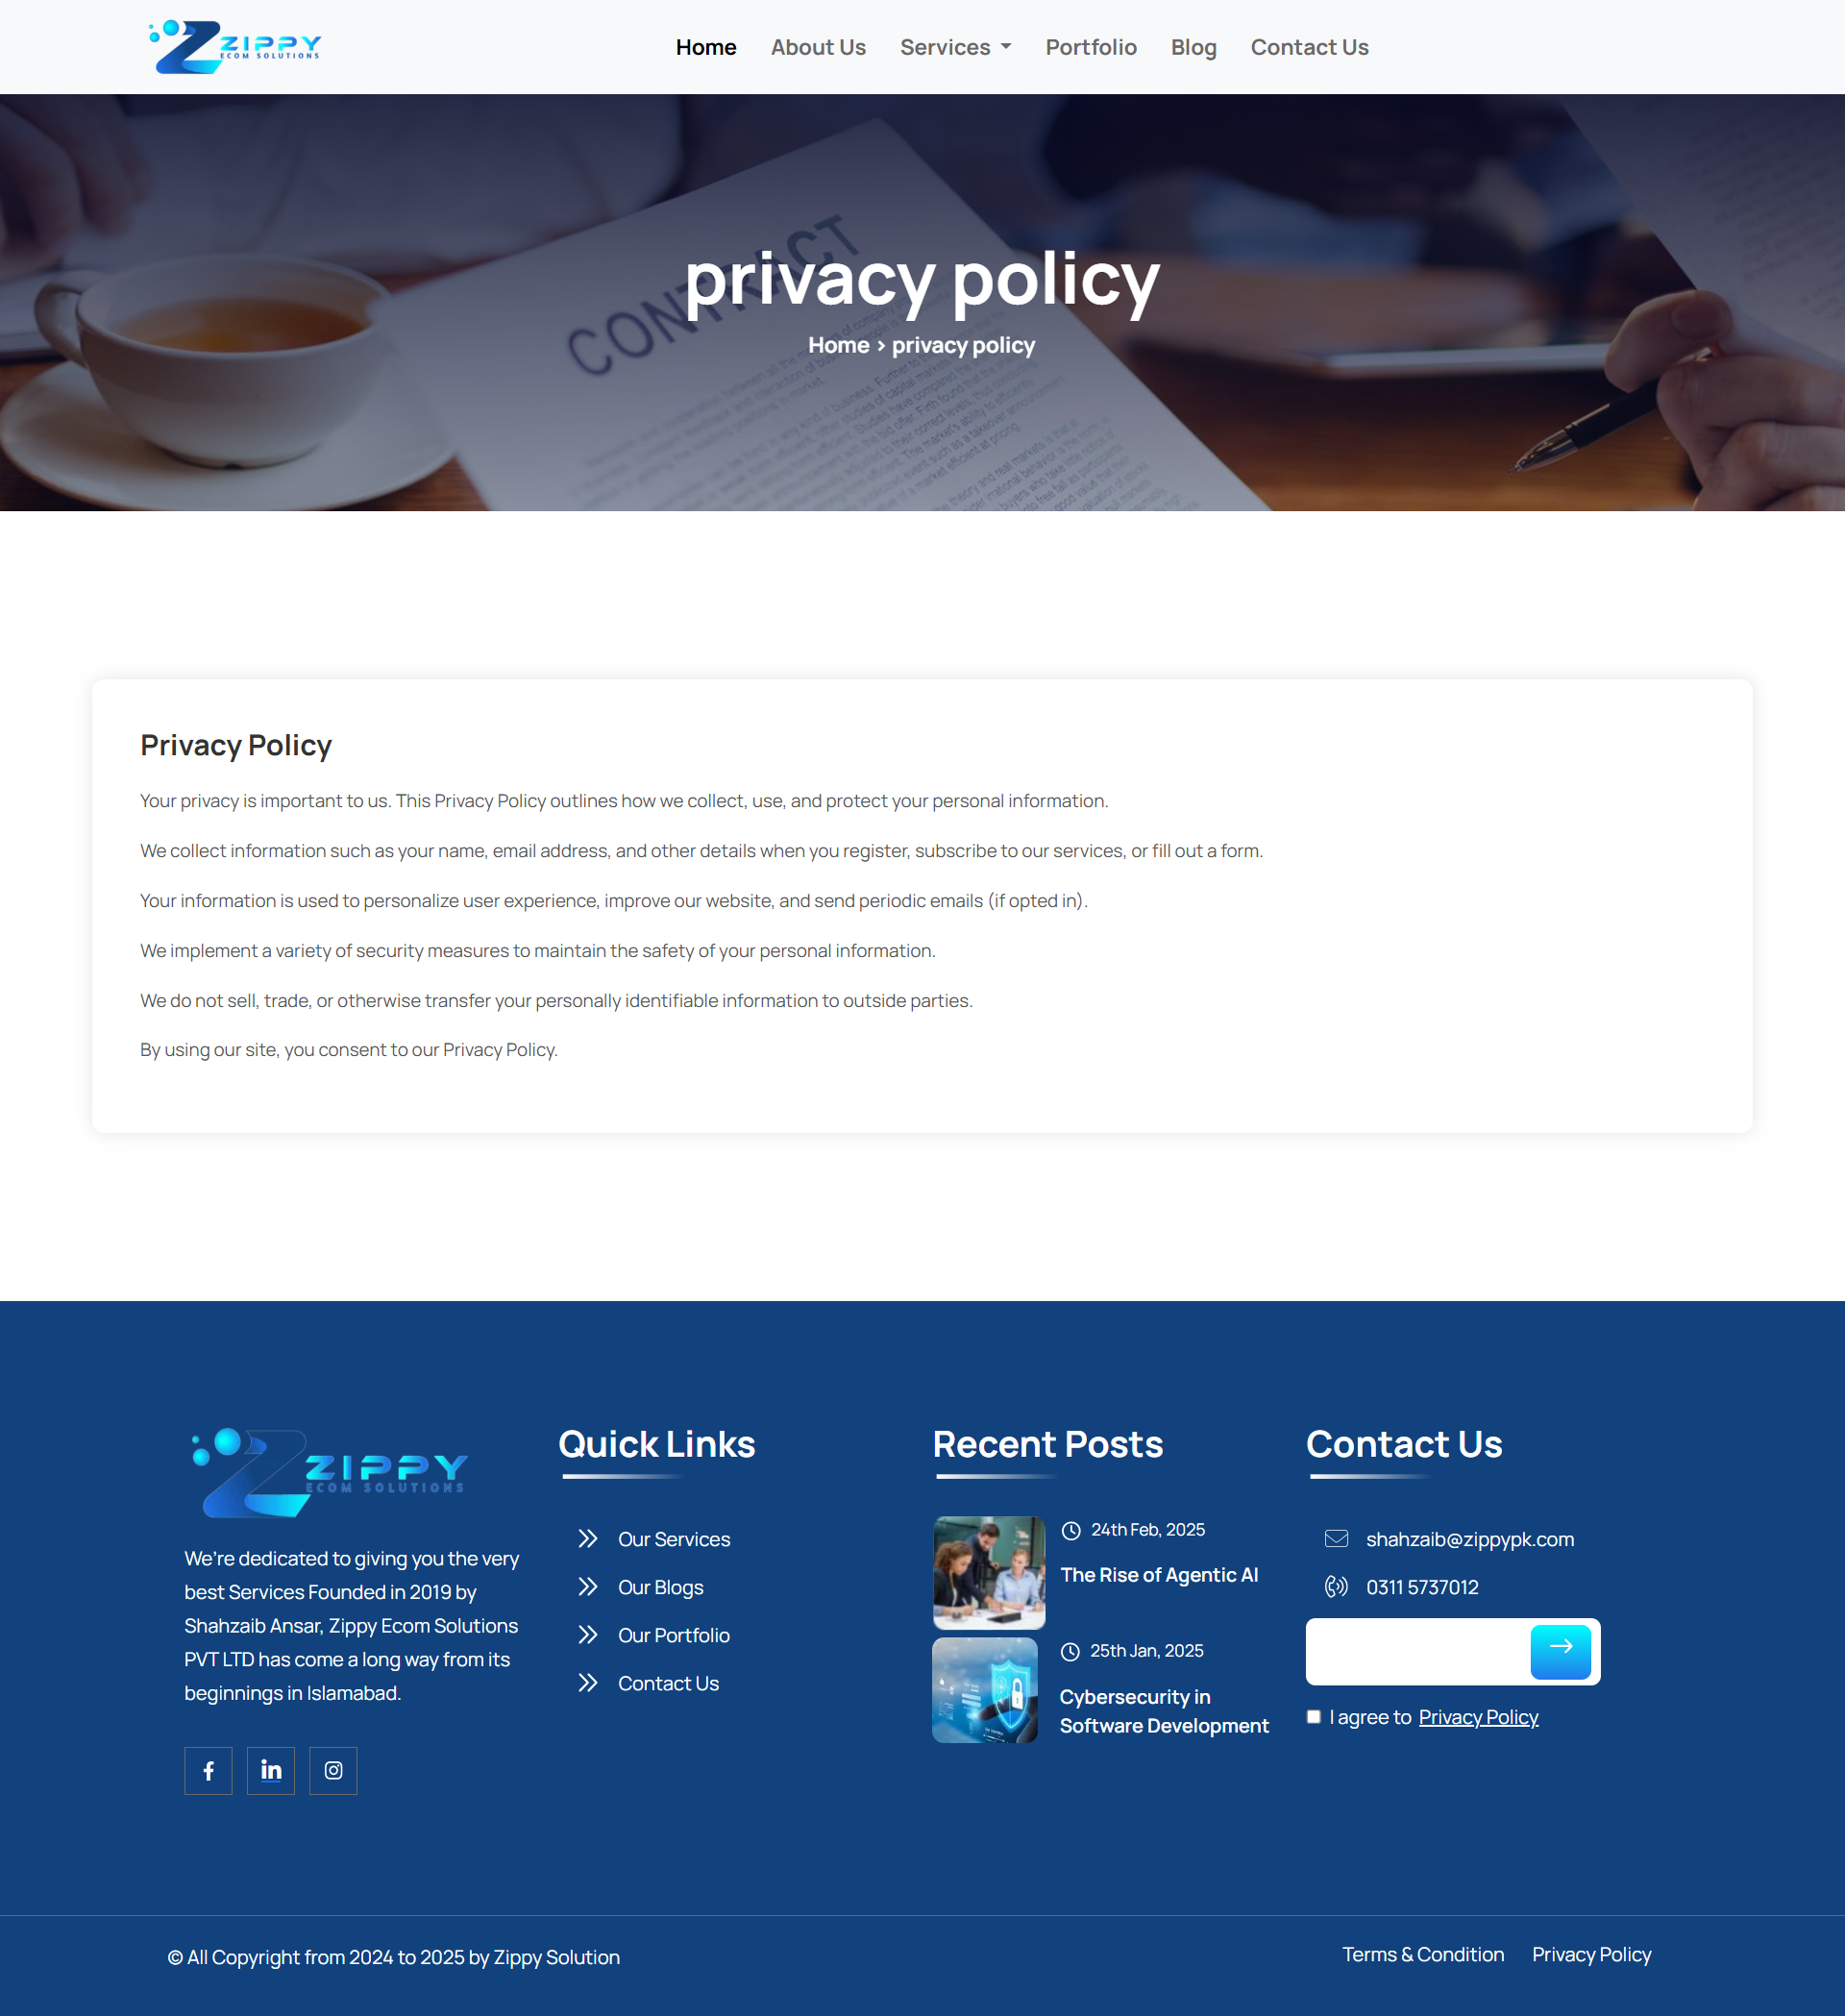 ZIPPY
ECOM SOLUTIONS
Home
About Us
Services
Portfolio
Blog
Contact Us
CONTRACT
privacy policy
Home > privacy policy
Privacy Policy
Your privacy is important to us. This Privacy Policy outlines how we collect, use, and protect your personal information.
We collect information such as your name, email address, and other details when you register, subscribe to our services, or fill out a form.
Your information is used to personalize user experience, improve our website, and send periodic emails (if opted in).
We implement a variety of security measures to maintain the safety of your personal information.
We do not sell, trade, or otherwise transfer your personally identifiable information to outside parties.
By using our site, you consent to our Privacy Policy.
ZIPPY
ECOM SOLUTIONS
We're dedicated to giving you the very
best Services Founded in 2019 by
Shahzaib Ansar, Zippy Ecom Solutions
PVT LTD has come a long way from its
beginnings in Islamabad.
Quick Links
Our Services
Our Blogs
Our Portfolio
Contact Us
Recent Posts
24th Feb, 2025
The Rise of Agentic AI
25th Jan, 2025
Cybersecurity in
Software Development
Contact Us
shahzaib@zippypk.com
0311 5737012
I agree to Privacy Policy
© All Copyright from 2024 to 2025 by Zippy Solution
Terms & Condition
Privacy Policy